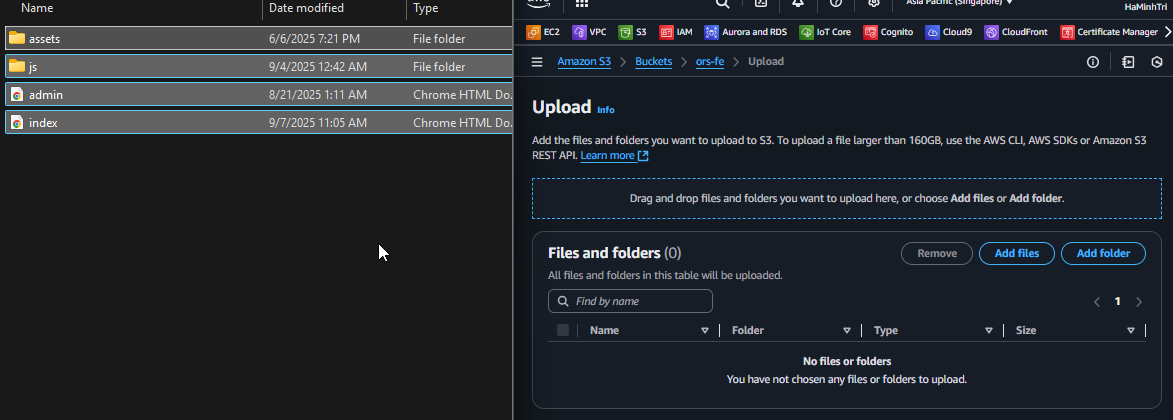 Name Date modified Type
assets 6/6/2025 7:21 PM File folder
js 9/4/2025 12:42 AM File folder
admin 8/21/2025 1:11 AM Chrome HTML Do...
index 9/7/2025 11:05 AM Chrome HTML Do...
aws Asia Pacific (Singapore)
HaMinhTri
EC2 VPC S3 IAM Aurora and RDS IoT Core Cognito Cloud9 CloudFront Certificate Manager
Amazon S3 Buckets ors-fe Upload
Upload Info
Add the files and folders you want to upload to S3. To upload a file larger than 160GB, use the AWS CLI, AWS SDKs or Amazon S3
REST API. Learn more
Drag and drop files and folders you want to upload here, or choose Add files or Add folder.
Files and folders (0) Remove Add files Add folder
All files and folders in this table will be uploaded.
Find by name 1
Name Folder Type Size
No files or folders
You have not chosen any files or folders to upload.